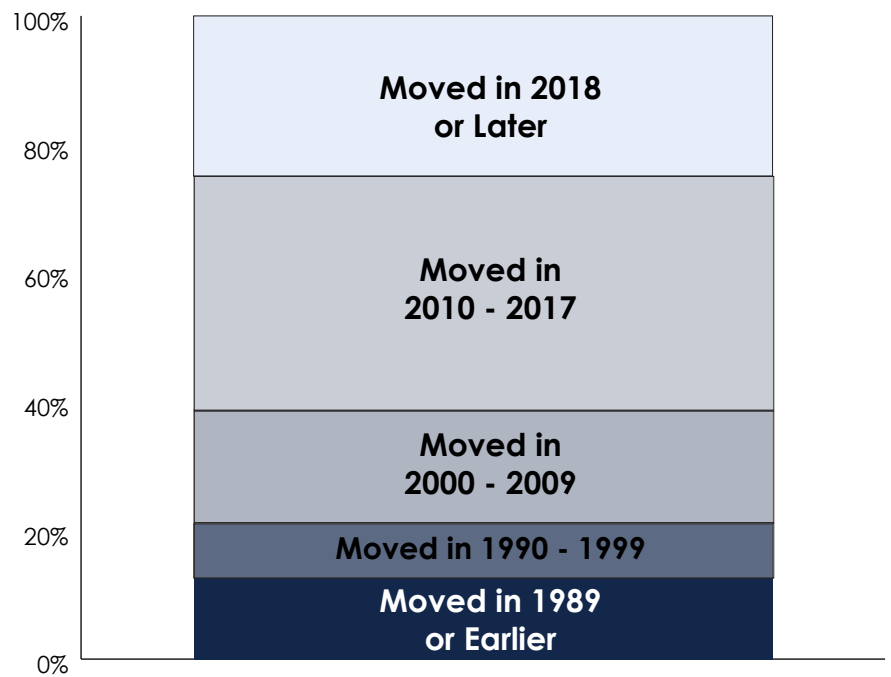 100%
Moved in 2018
or Later
80%
Moved in
2010 - 2017
60%
40%
Moved in
2000 - 2009
20%
Moved in 1990 - 1999
Moved in 1989
or Earlier
0%